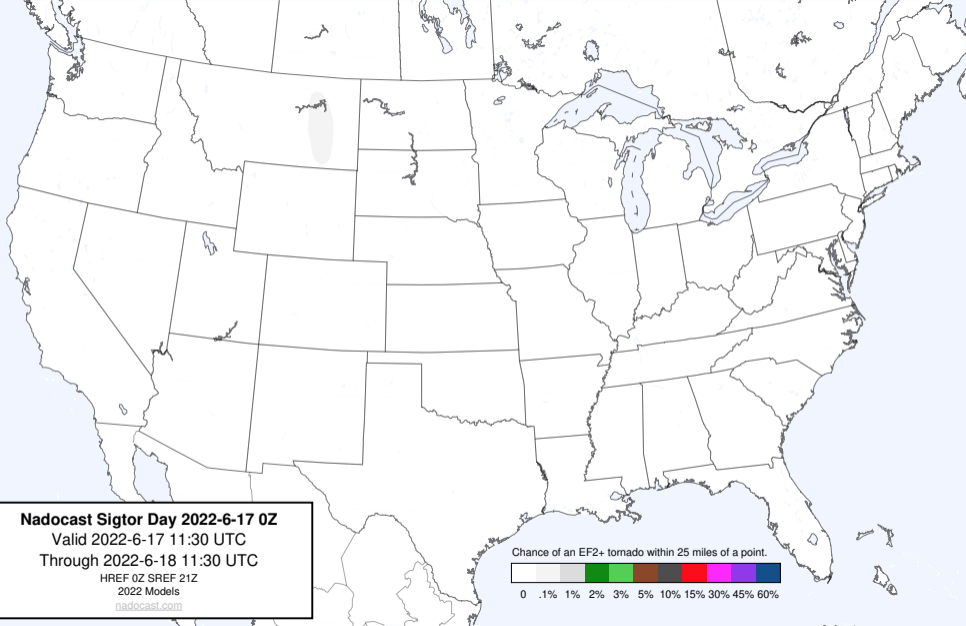 Nadocast Sigtor Day 2022-6-17 0Z
Valid 2022-6-17 11:30 UTC
Through 2022-6-18 11:30 UTC
HREF 0Z SREF 21Z
2022 Models
nadocast.com
Chance of an EF2+ tornado within 25 miles of a point.
0 .1% 1% 2% 3% 5% 10% 15% 30% 45% 60%